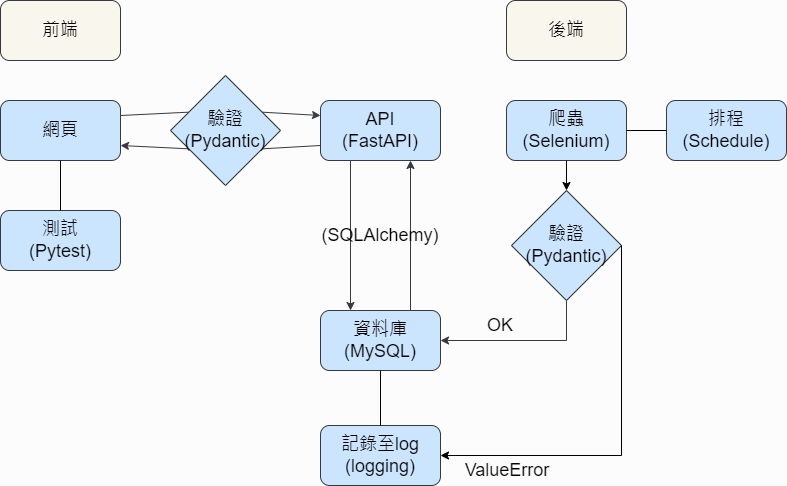 前端
後端
網頁
驗證
(Pydantic)
API
(FastAPI)
爬蟲
(Selenium)
排程
(Schedule)
測試
(Pytest)
(SQLAlchemy)
驗證
(Pydantic)
資料庫
(MySQL)
OK
記錄至log
(logging)
ValueError